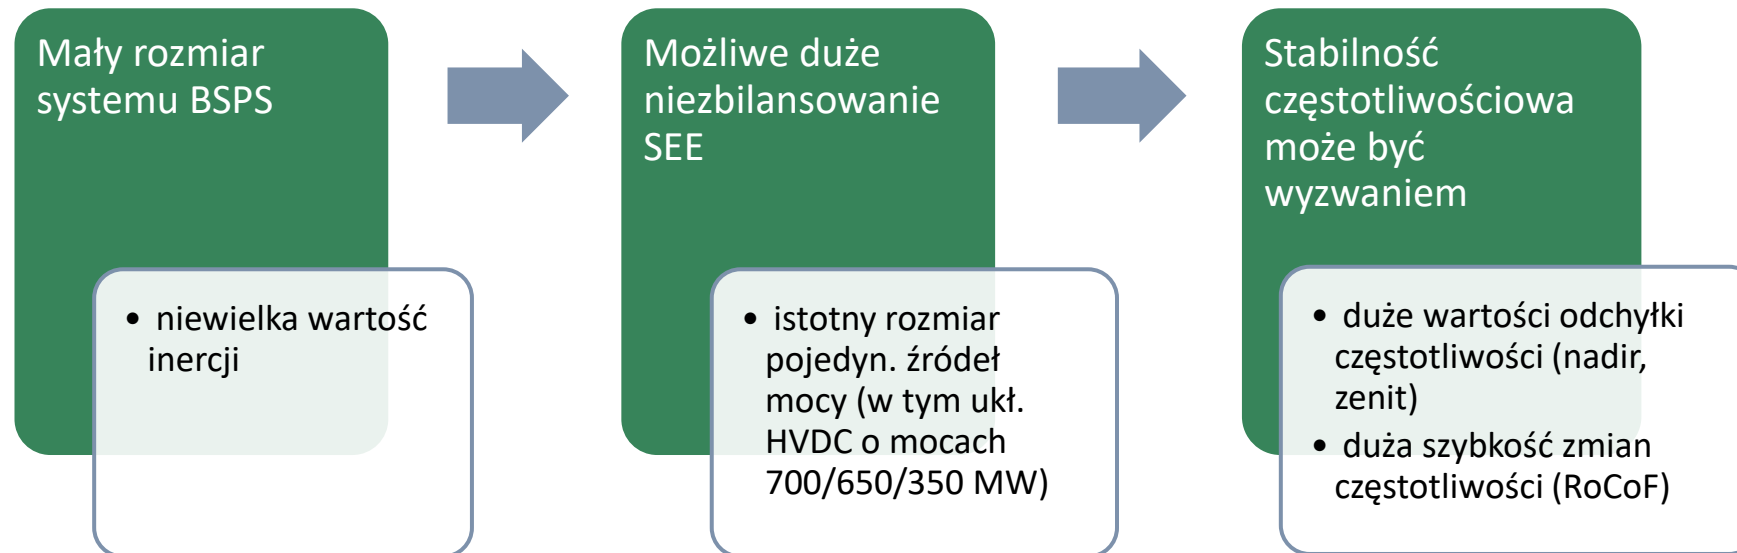 Mały rozmiar
systemu BSPS
• niewielka wartość
inercji
Możliwe duże
niezbilansowanie
SEE
• istotny rozmiar
pojedyn. źródeł
mocy (w tym ukł.
HVDC o mocach
700/650/350 MW)
Stabilność
częstotliwościowa
może być
wyzwaniem
• duże wartości odchyłki
częstotliwości (nadir,
zenit)
• duża szybkość zmian
częstotliwości (RoCoF)